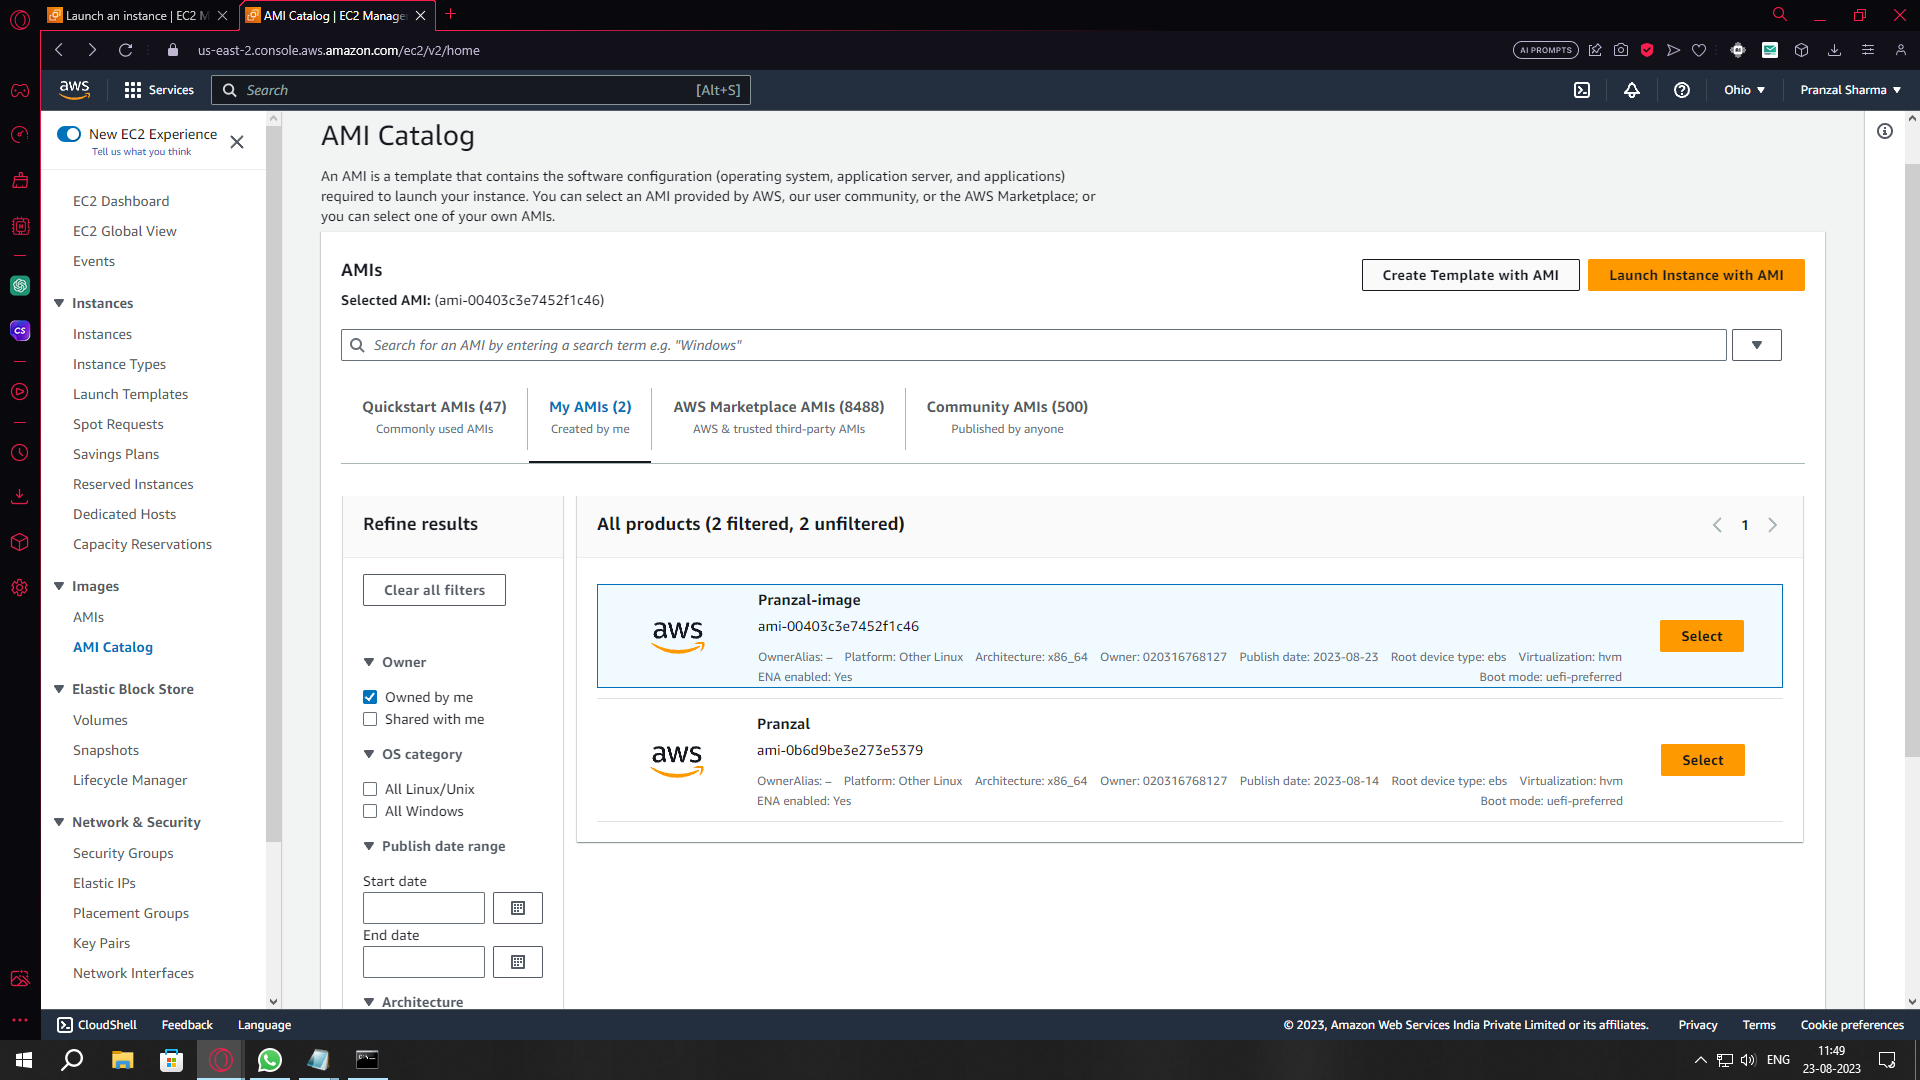 Launch an instance | EC2 M
AMI Catalog | EC2 Manage
us-east-2.console.aws.amazon.com/ec2/v2/home
AI PROMPTS
aws
Services
Search
[Alt+S]
Ohio
Pranzal Sharma
New EC2 Experience
Tell us what you think
EC2 Dashboard
EC2 Global View
Events
Instances
Instances
Instance Types
Launch Templates
Spot Requests
Savings Plans
Reserved Instances
Dedicated Hosts
Capacity Reservations
Images
AMIs
AMI Catalog
Elastic Block Store
Volumes
Snapshots
Lifecycle Manager
Network & Security
Security Groups
Elastic IPs
Placement Groups
Key Pairs
Network Interfaces
AMI Catalog
An AMI is a template that contains the software configuration (operating system, application server, and applications)
required to launch your instance. You can select an AMI provided by AWS, our user community, or the AWS Marketplace; or
you can select one of your own AMIs.
AMIs
Selected AMI: (ami-00403c3e7452f1c46)
Create Template with AMI
Launch Instance with AMI
Search for an AMI by entering a search term e.g. "Windows"
Quickstart AMIs (47)
Commonly used AMIs
My AMIs (2)
Created by me
AWS Marketplace AMIs (8488)
AWS & trusted third-party AMIs
Community AMIs (500)
Published by anyone
Refine results
Clear all filters
Owner
Owned by me
Shared with me
OS category
All Linux/Unix
All Windows
Publish date range
Start date
End date
Architecture
All products (2 filtered, 2 unfiltered)
1
aws
Pranzal-image
ami-00403c3e7452f1c46
OwnerAlias: – Platform: Other Linux Architecture: x86_64 Owner: 020316768127 Publish date: 2023-08-23 Root device type: ebs Virtualization: hvm
ENA enabled: Yes Boot mode: uefi-preferred
Select
aws
Pranzal
ami-0b6d9be3e273e5379
OwnerAlias: – Platform: Other Linux Architecture: x86_64 Owner: 020316768127 Publish date: 2023-08-14 Root device type: ebs Virtualization: hvm
ENA enabled: Yes Boot mode: uefi-preferred
Select
CloudShell
Feedback
Language
© 2023, Amazon Web Services India Private Limited or its affiliates.
Privacy
Terms
Cookie preferences
CS
ENG
11:49
23-08-2023